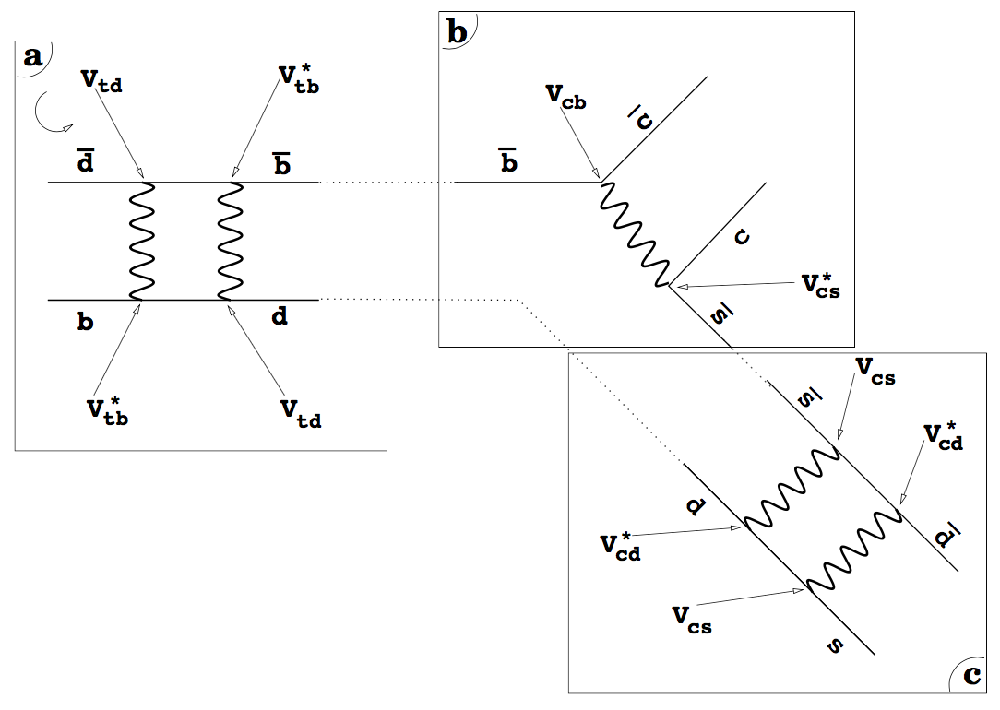 a
V_td
V*_tb
d̅
b̅
b
d
V*_tb
V_td
b
V_cb
c̅
b̅
c
V*_cs
s̅
V_cs
s̅
V*_cd
d
d̅
V*_cd
V_cs
s
c